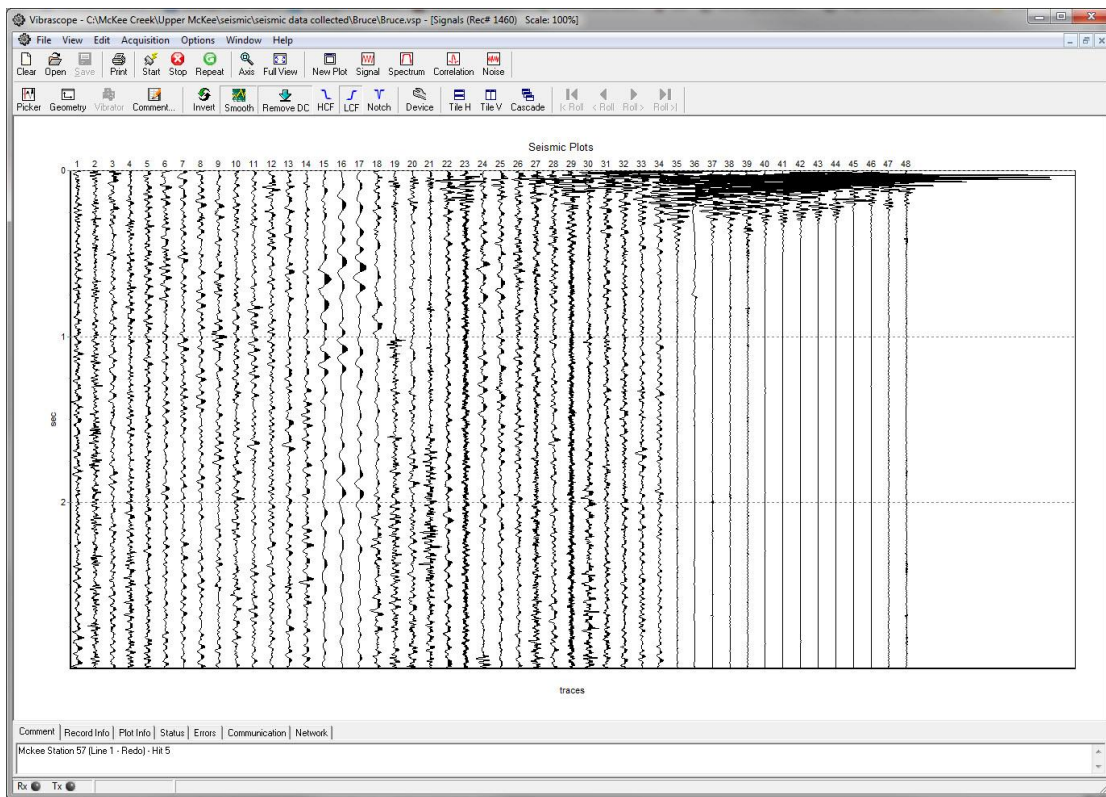 Vibrascope - C:\McKee Creek\Upper McKee\seismic\seismic data collected\Bruce\Bruce.vsp - [Signals (Rec# 1460)   Scale: 100%]
File View Edit Acquisition Options Window Help
Clear Open Save Print Start Stop Repeat Axis Full View New Plot Signal Spectrum Correlation Noise
Picker Geometry Vibrator Comment... Invert Smooth Remove DC HCF LCF Notch Device Tile H Tile V Cascade |< Roll < Roll Roll > Roll >|
Seismic Plots
1 2 3 4 5 6 7 8 9 10 11 12 13 14 15 16 17 18 19 20 21 22 23 24 25 26 27 28 29 30 31 32 33 34 35 36 37 38 39 40 41 42 43 44 45 46 47 48
0
1
sec
2
traces
Comment Record Info Plot Info Status Errors Communication Network
Mckee Station 57 (Line 1 - Redo) - Hit 5
Rx Tx